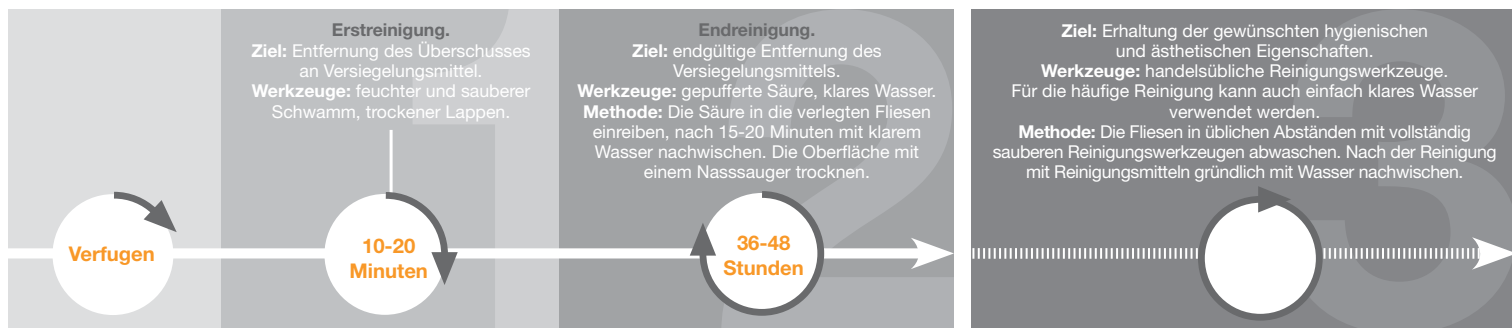 Erstreinigung.
Ziel: Entfernung des Überschusses
an Versiegelungsmittel.
Werkzeuge: feuchter und sauberer
Schwamm, trockener Lappen.
Endreinigung.
Ziel: endgültige Entfernung des
Versiegelungsmittels.
Werkzeuge: gepufferte Säure, klares Wasser.
Methode: Die Säure in die verlegten Fliesen
einreiben, nach 15-20 Minuten mit klarem
Wasser nachwischen. Die Oberfläche mit
einem Nasssauger trocknen.
Ziel: Erhaltung der gewünschten hygienischen
und ästhetischen Eigenschaften.
Werkzeuge: handelsübliche Reinigungswerkzeuge.
Für die häufige Reinigung kann auch einfach klares Wasser
verwendet werden.
Methode: Die Fliesen in üblichen Abständen mit vollständig
sauberen Reinigungswerkzeugen abwaschen. Nach der Reinigung
mit Reinigungsmitteln gründlich mit Wasser nachwischen.
Verfugen
10-20
Minuten
36-48
Stunden
1
2
3